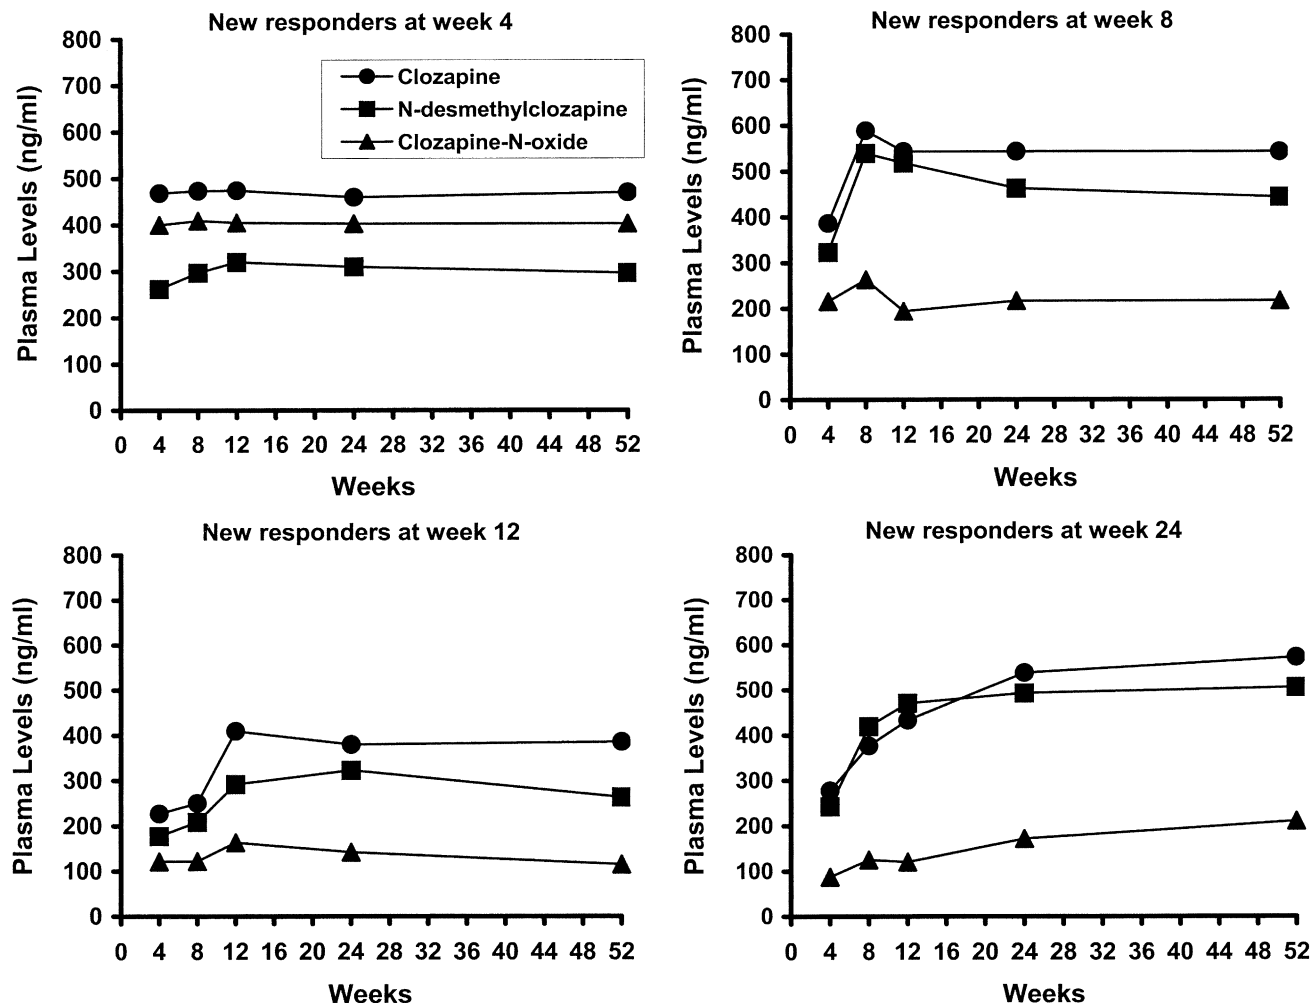 New responders at week 4
Plasma Levels (ng/ml)
800
700
600
500
400
300
200
100
0
Clozapine
N-desmethylclozapine
Clozapine-N-oxide
0 4 8 12 16 20 24 28 32 36 40 44 48 52
Weeks
New responders at week 8
Plasma Levels (ng/ml)
800
700
600
500
400
300
200
100
0
0 4 8 12 16 20 24 28 32 36 40 44 48 52
Weeks
New responders at week 12
Plasma Levels (ng/ml)
800
700
600
500
400
300
200
100
0
0 4 8 12 16 20 24 28 32 36 40 44 48 52
Weeks
New responders at week 24
Plasma Levels (ng/ml)
800
700
600
500
400
300
200
100
0
0 4 8 12 16 20 24 28 32 36 40 44 48 52
Weeks